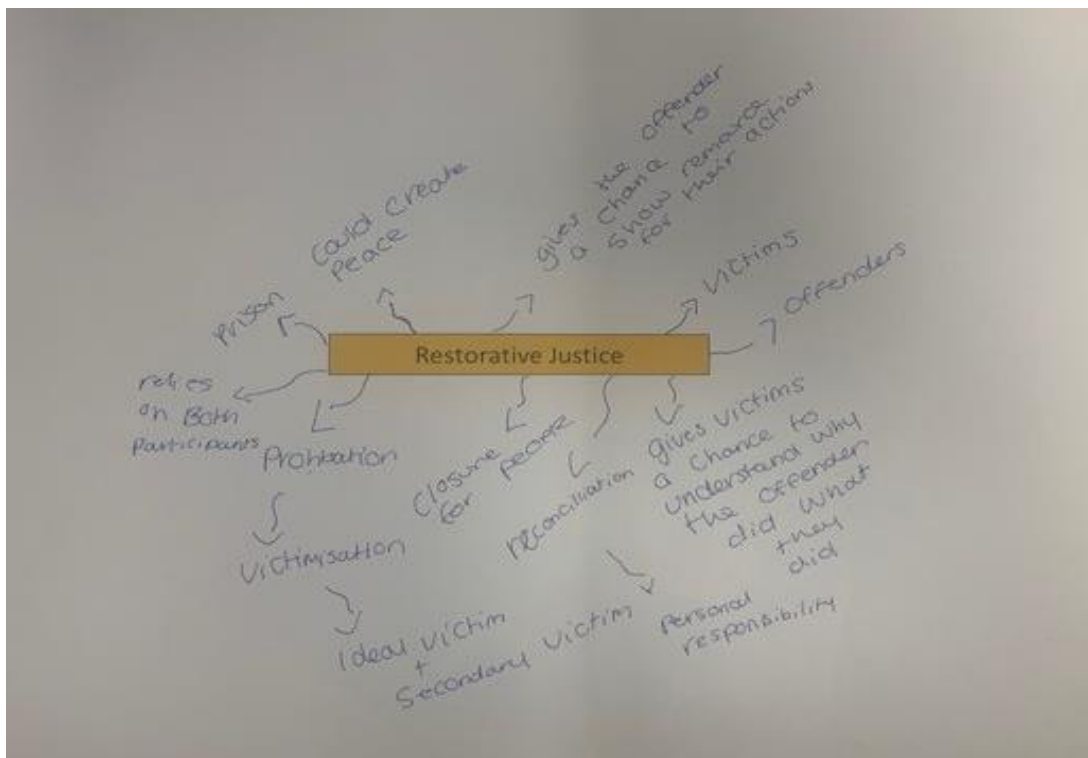 Restorative Justice
Prison
Could create
Peace
gives the offender
a chance to
show remorse
for their actions
Victims
Offenders
relies
on Both
Participants
Prohbation
Victimisation
Ideal victim
+
Secondary victim
Closure
for people
reconciliation
Personal
responsibility
gives victims
a chance to
understand why
the offender
did what
they
did